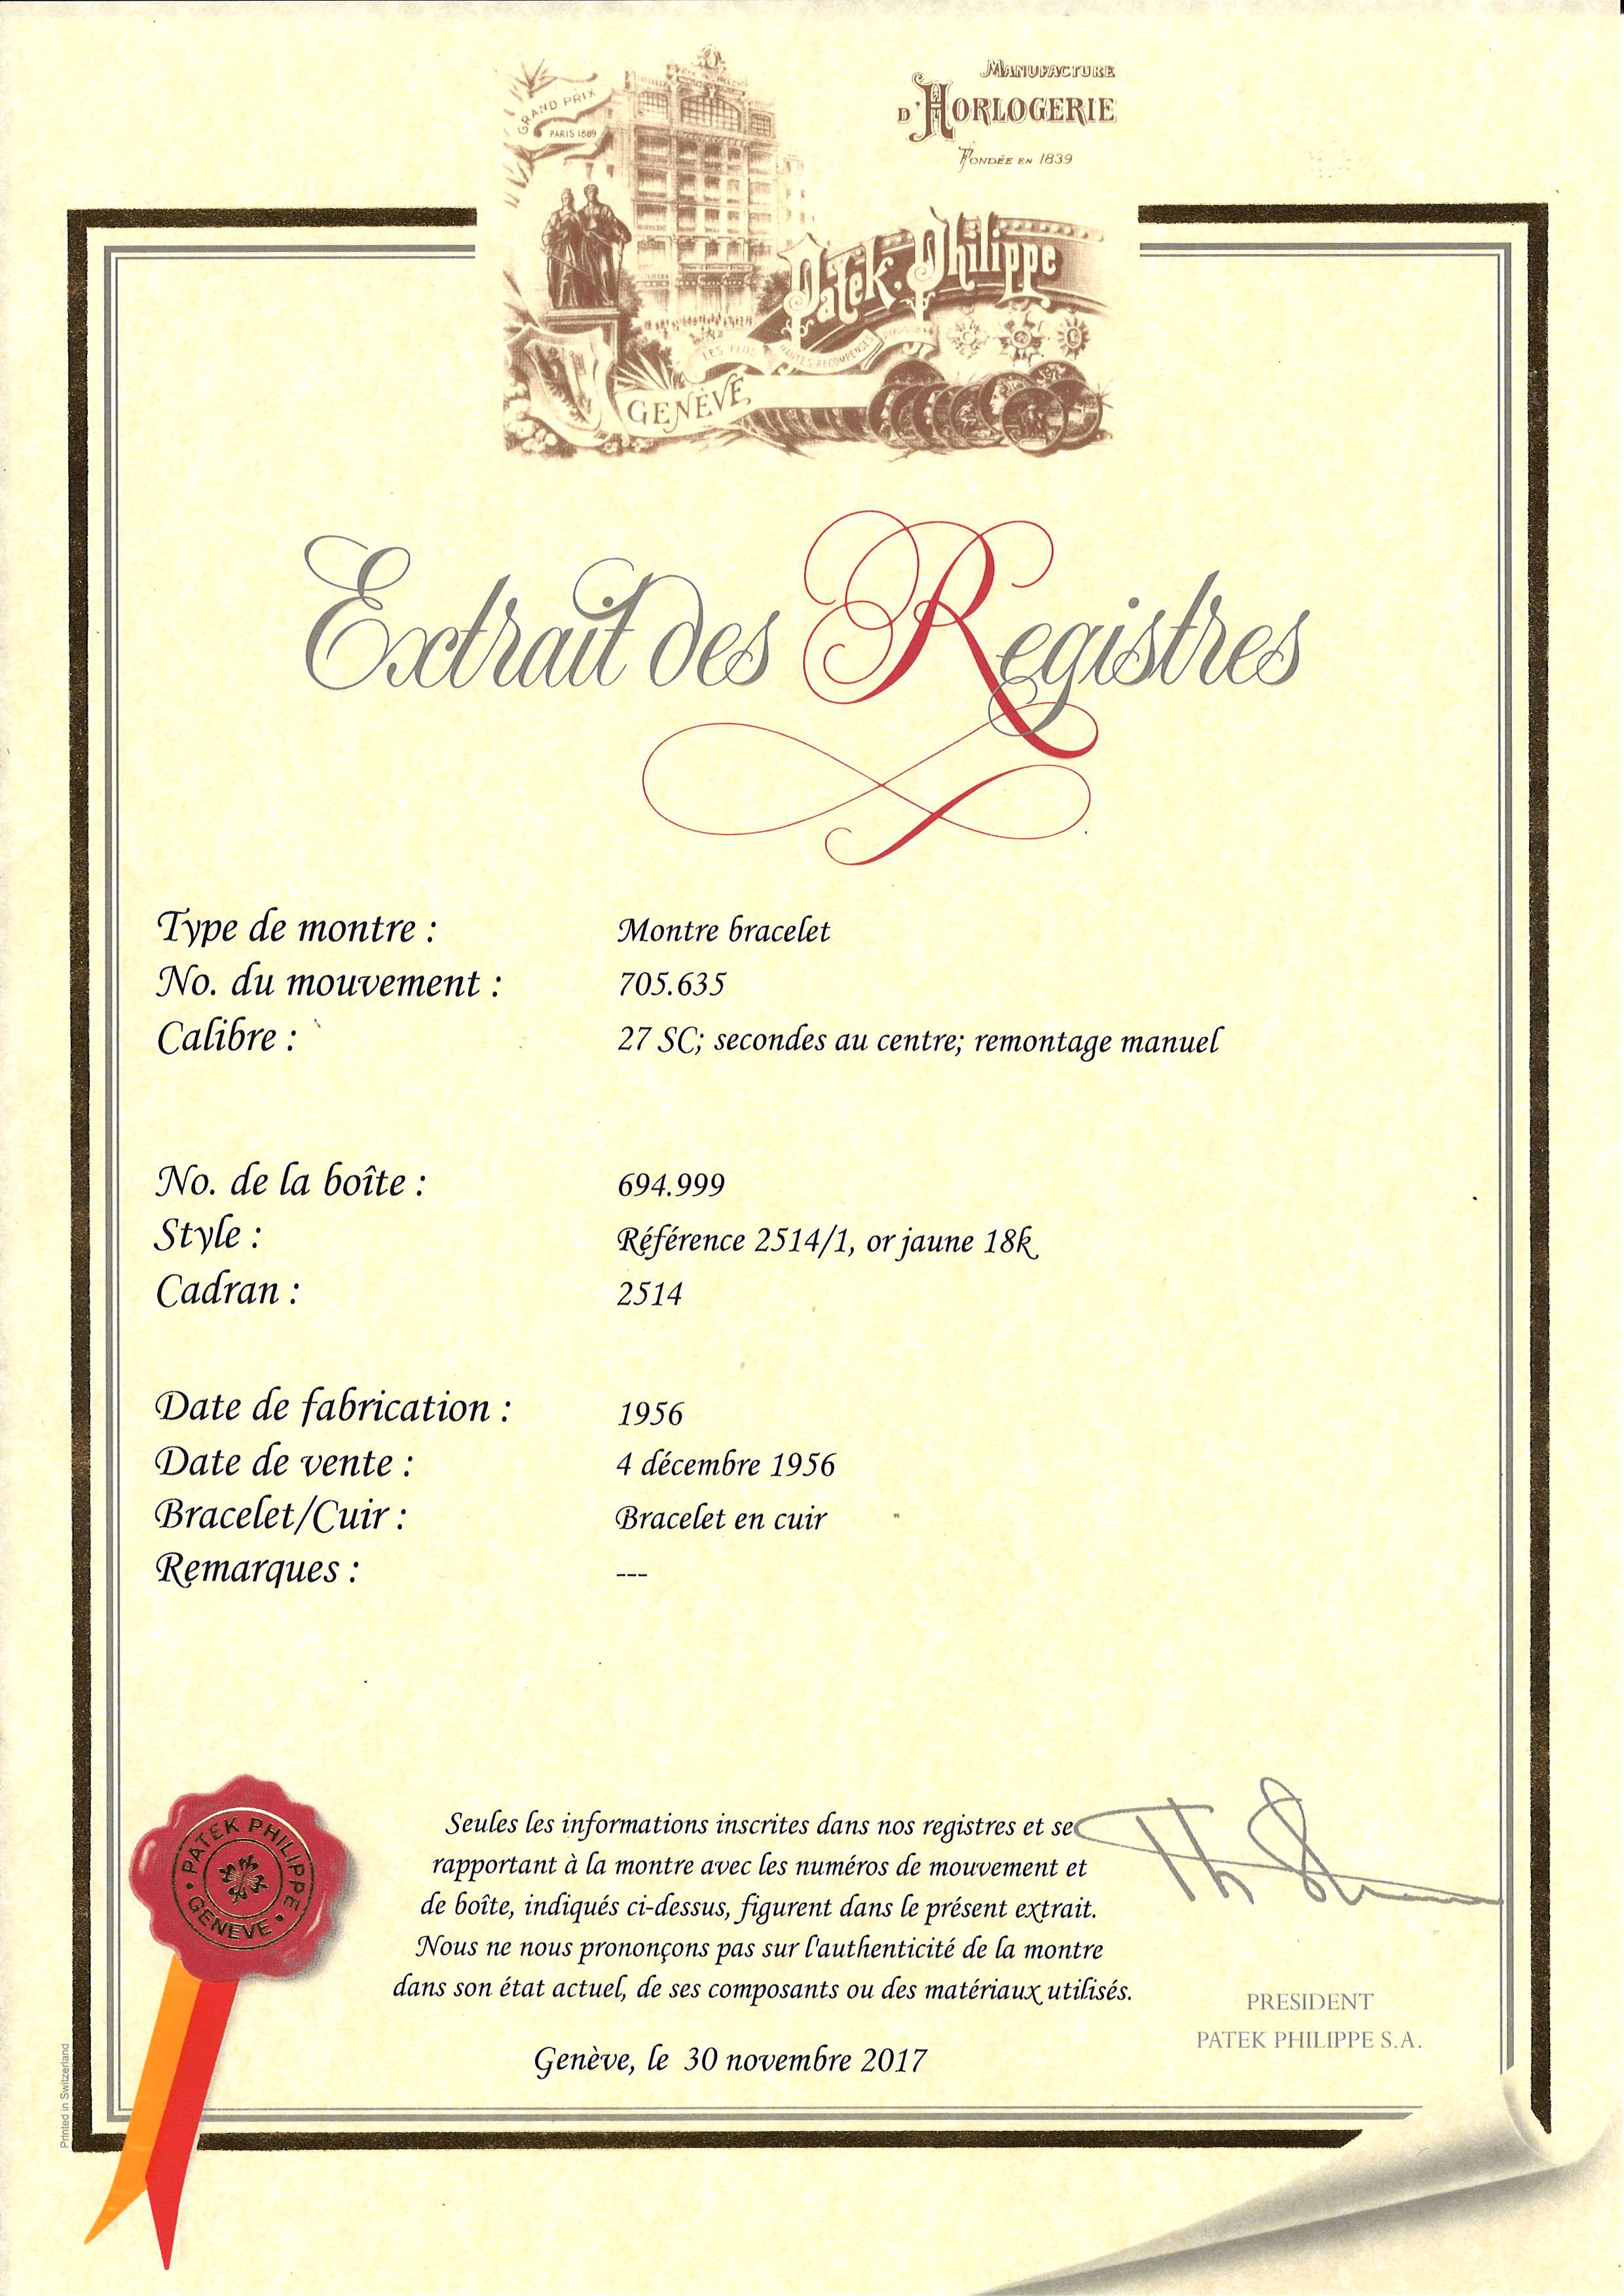 MANUFACTURE
D'HORLOGERIE
FONDÉE EN 1839
GRAND PRIX
PARIS 1889
Patek. Philippe
LES PLUS HAUTES RECOMPENSES
GENÈVE
Extrait des Registres
Type de montre : Montre bracelet
No. du mouvement : 705.635
Calibre : 27 SC; secondes au centre; remontage manuel
No. de la boîte : 694.999
Style : Référence 2514/1, or jaune 18k
Cadran : 2514
Date de fabrication : 1956
Date de vente : 4 décembre 1956
Bracelet/Cuir : Bracelet en cuir
Remarques : ---
PATEK PHILIPPE
GENEVE
Seules les informations inscrites dans nos registres et se
rapportant à la montre avec les numéros de mouvement et
de boîte, indiqués ci-dessus, figurent dans le présent extrait.
Nous ne nous prononçons pas sur l'authenticité de la montre
dans son état actuel, de ses composants ou des matériaux utilisés.
Genève, le 30 novembre 2017
PRESIDENT
PATEK PHILIPPE S.A.
Printed in Switzerland